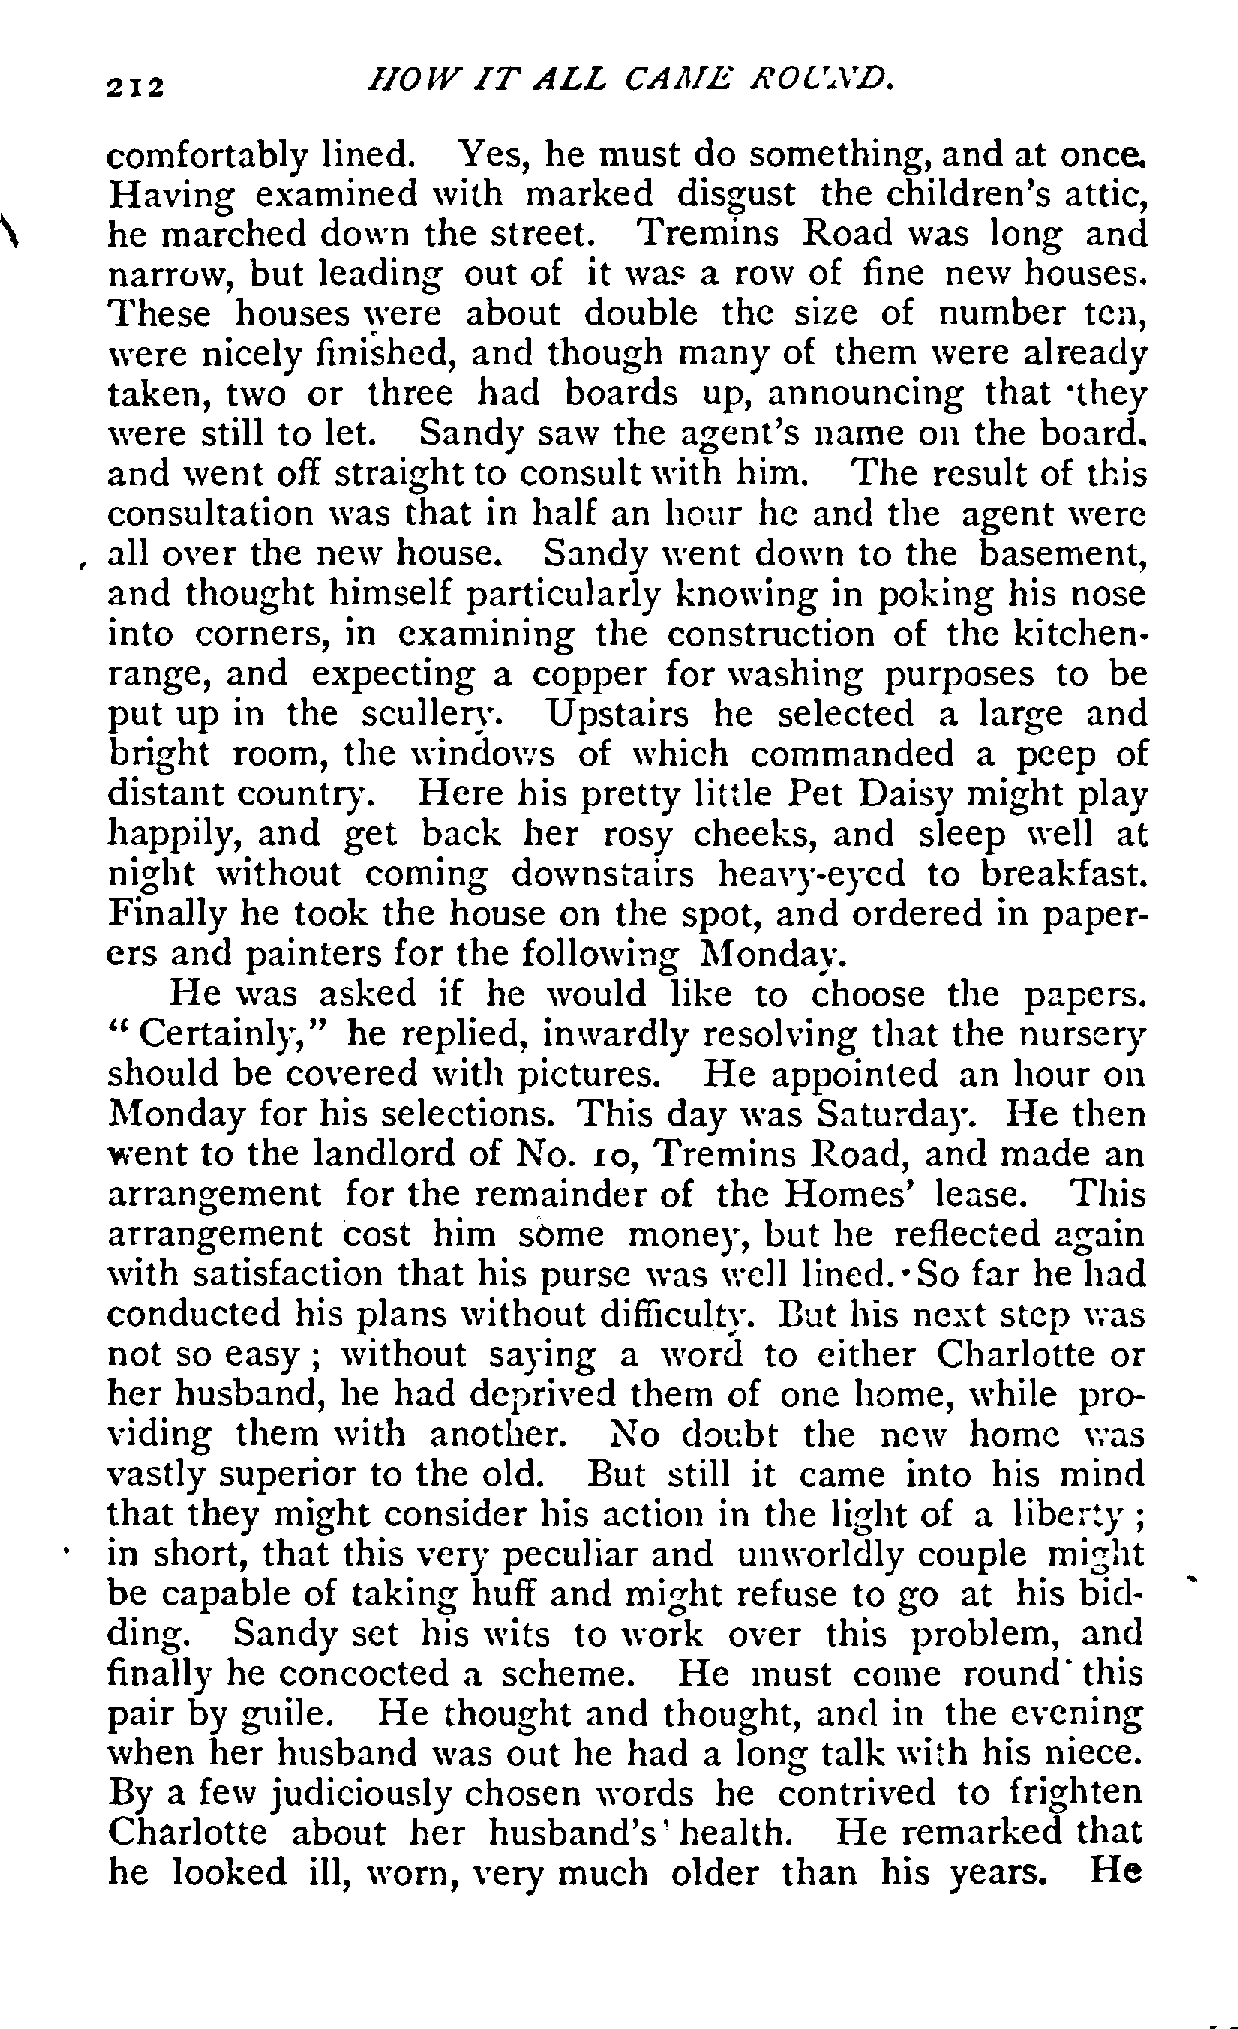 212 HOW IT ALL CAME ROUND.
comfortably lined. Yes, he must do something, and at once.
Having examined with marked disgust the children's attic,
he marched down the street. Tremins Road was long and
narrow, but leading out of it was a row of fine new houses.
These houses were about double the size of number ten,
were nicely finished, and though many of them were already
taken, two or three had boards up, announcing that they
were still to let. Sandy saw the agent's name on the board.
and went off straight to consult with him. The result of this
consultation was that in half an hour he and the agent were
all over the new house. Sandy went down to the basement,
and thought himself particularly knowing in poking his nose
into corners, in examining the construction of the kitchen-
range, and expecting a copper for washing purposes to be
put up in the scullery. Upstairs he selected a large and
bright room, the windows of which commanded a peep of
distant country. Here his pretty little Pet Daisy might play
happily, and get back her rosy cheeks, and sleep well at
night without coming downstairs heavy-eyed to breakfast.
Finally he took the house on the spot, and ordered in paper-
ers and painters for the following Monday.
He was asked if he would like to choose the papers.
" Certainly," he replied, inwardly resolving that the nursery
should be covered with pictures. He appointed an hour on
Monday for his selections. This day was Saturday. He then
went to the landlord of No. 10, Tremins Road, and made an
arrangement for the remainder of the Homes' lease. This
arrangement cost him some money, but he reflected again
with satisfaction that his purse was well lined. So far he had
conducted his plans without difficulty. But his next step was
not so easy ; without saying a word to either Charlotte or
her husband, he had deprived them of one home, while pro-
viding them with another. No doubt the new home was
vastly superior to the old. But still it came into his mind
that they might consider his action in the light of a liberty ;
in short, that this very peculiar and unworldly couple might
be capable of taking huff and might refuse to go at his bid-
ding. Sandy set his wits to work over this problem, and
finally he concocted a scheme. He must come round this
pair by guile. He thought and thought, and in the evening
when her husband was out he had a long talk with his niece.
By a few judiciously chosen words he contrived to frighten
Charlotte about her husband's' health. He remarked that
he looked ill, worn, very much older than his years. He